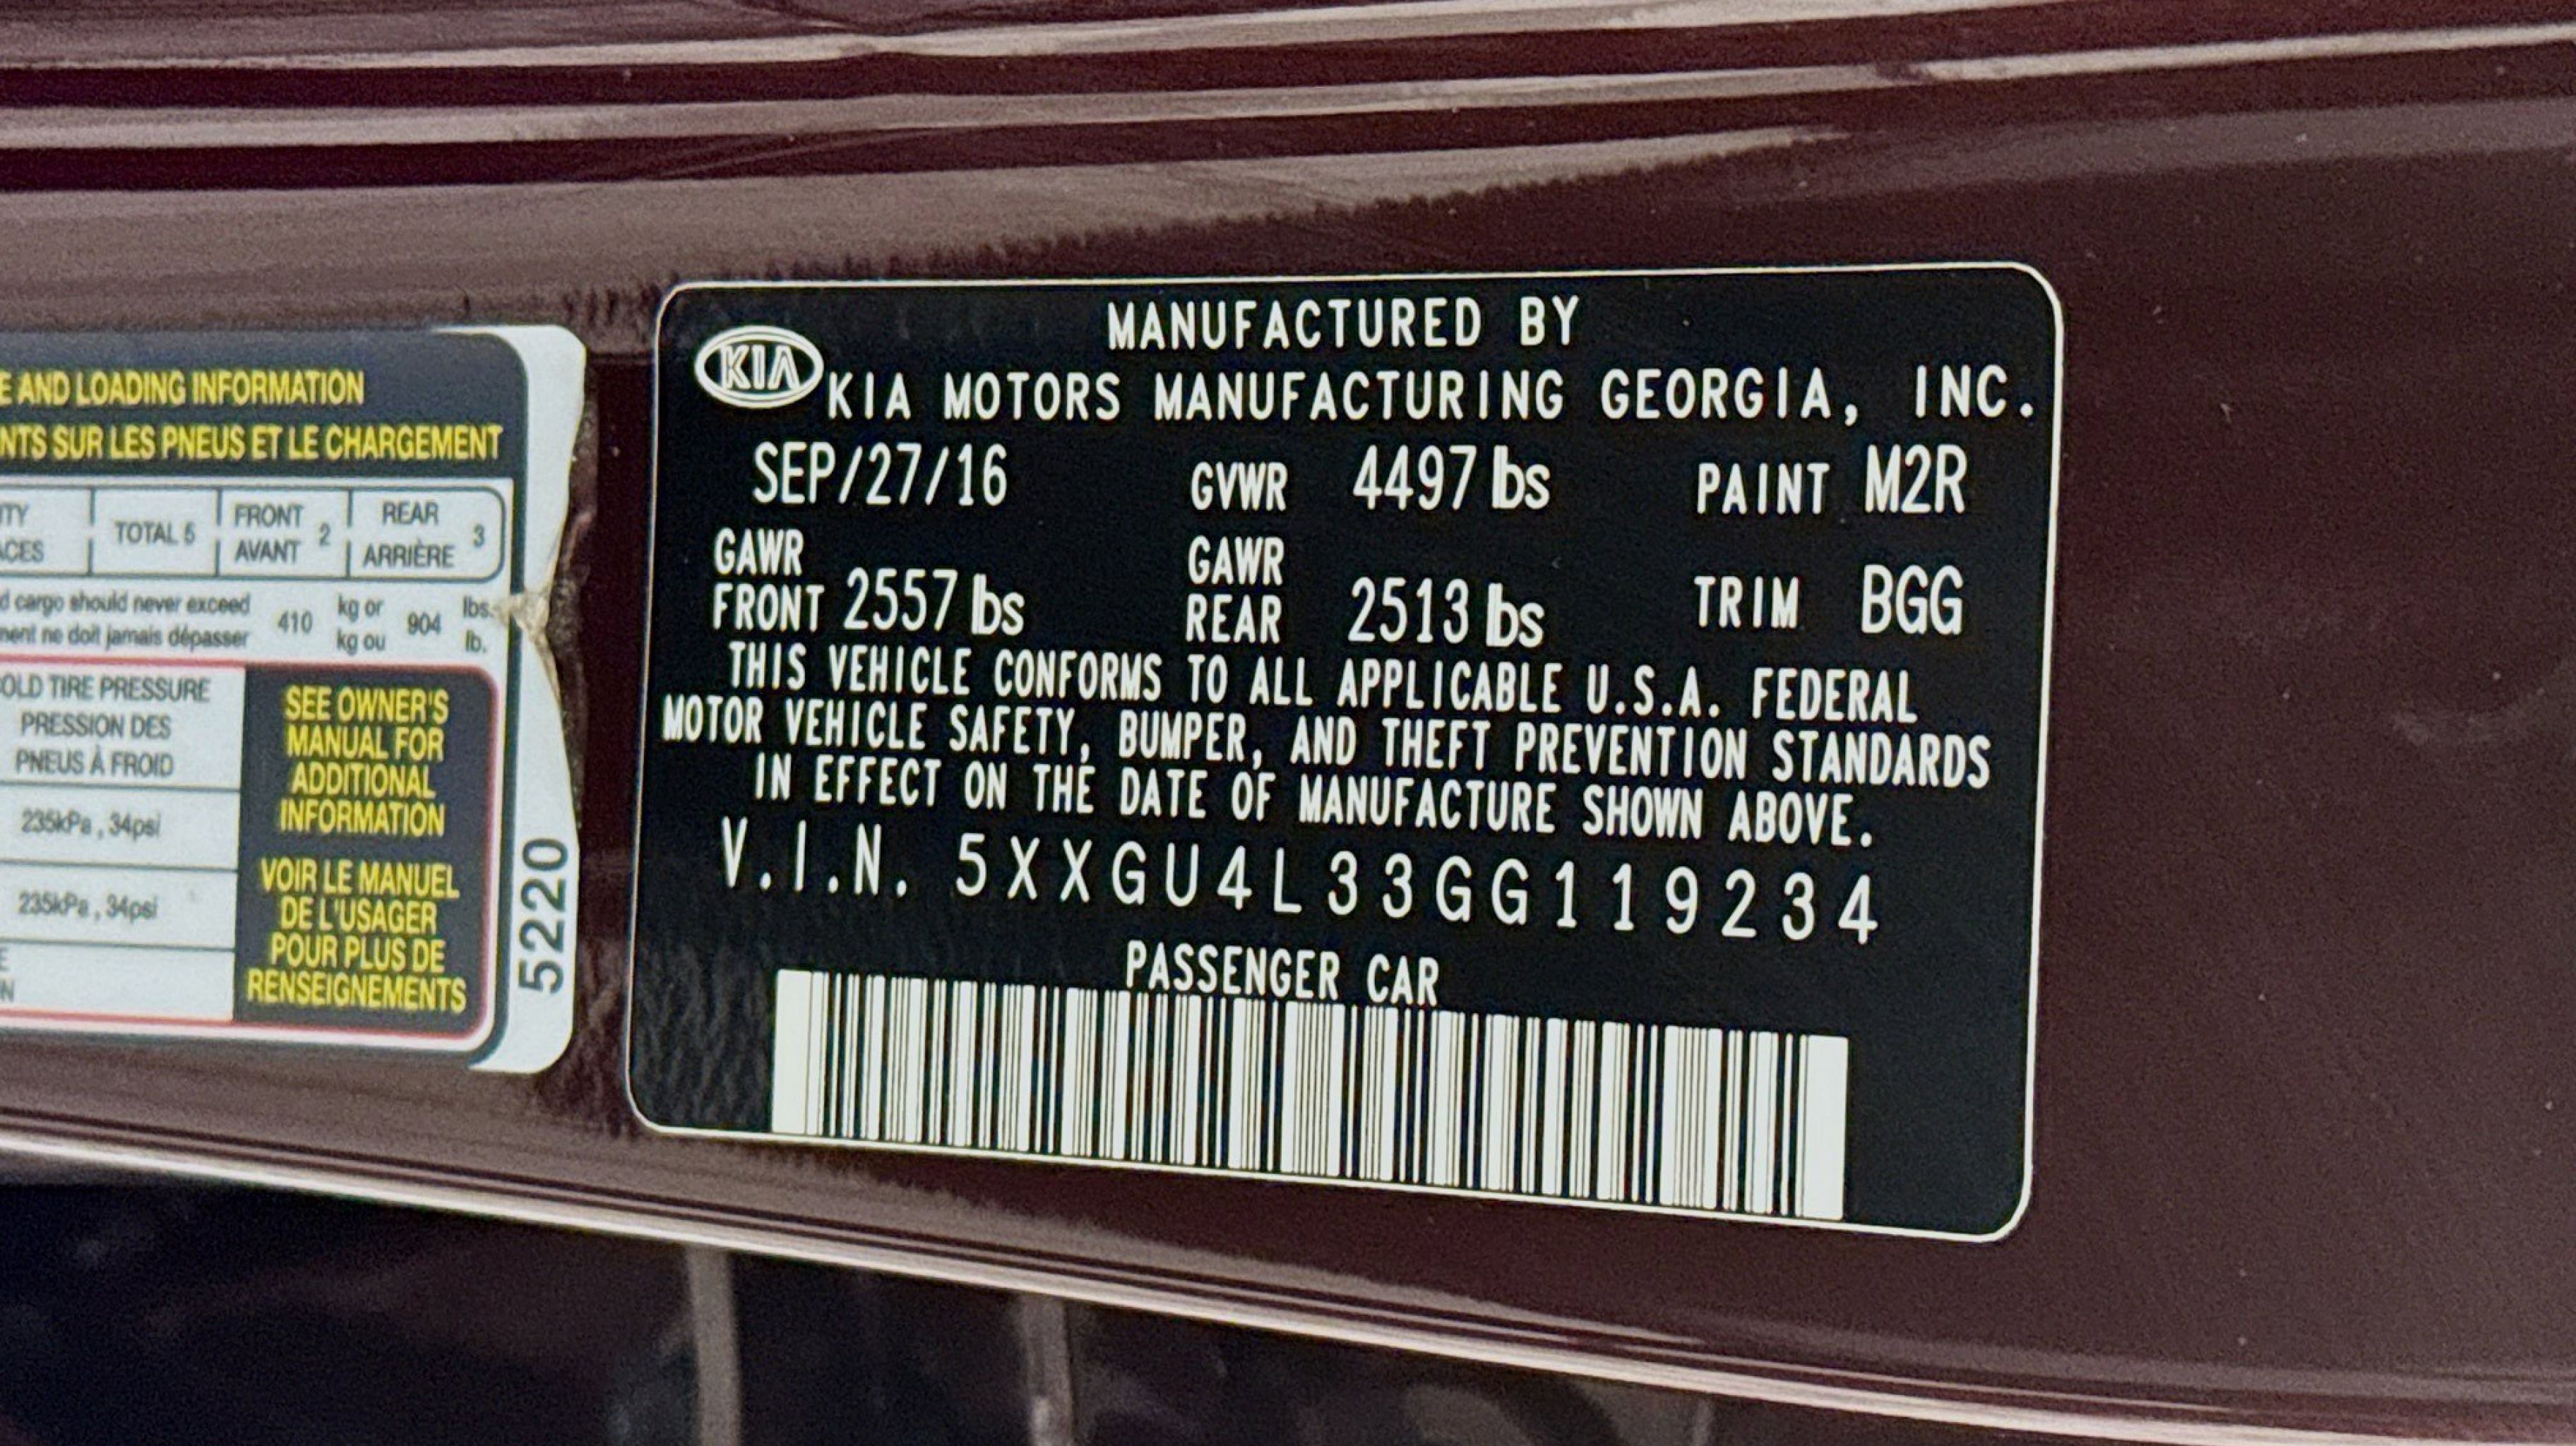 E AND LOADING INFORMATION
NTS SUR LES PNEUS ET LE CHARGEMENT
ITY TOTAL 5 FRONT 2 REAR 3
ACES AVANT ARRIÈRE
d cargo should never exceed 410 kg or 904 lbs.
ment ne doit jamais dépasser kg ou lb.
OLD TIRE PRESSURE
PRESSION DES
PNEUS À FROID
235kPa, 34psi
235kPa, 34psi
E
N
SEE OWNER'S
MANUAL FOR
ADDITIONAL
INFORMATION
VOIR LE MANUEL
DE L'USAGER
POUR PLUS DE
RENSEIGNEMENTS
5220
MANUFACTURED BY
KIA KIA MOTORS MANUFACTURING GEORGIA, INC.
SEP/27/16 GVWR 4497 lbs PAINT M2R
GAWR FRONT 2557 lbs GAWR REAR 2513 lbs TRIM BGG
THIS VEHICLE CONFORMS TO ALL APPLICABLE U.S.A. FEDERAL
MOTOR VEHICLE SAFETY, BUMPER, AND THEFT PREVENTION STANDARDS
IN EFFECT ON THE DATE OF MANUFACTURE SHOWN ABOVE.
V.I.N. 5XXGU4L33GG119234
PASSENGER CAR